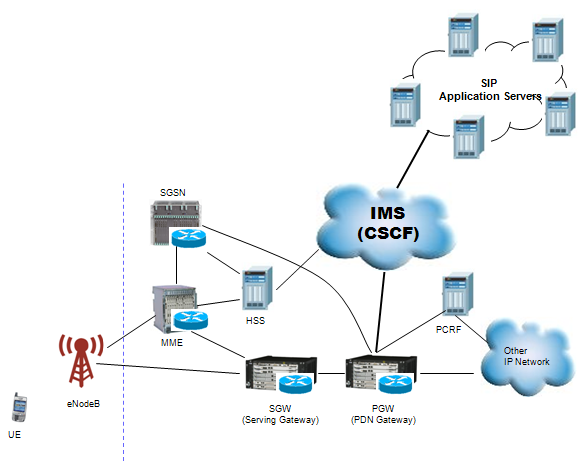 SIP
Application Servers
SGSN
IMS
(CSCF)
HSS
PCRF
MME
Other
IP Network
eNodeB
SGW
(Serving Gateway)
PGW
(PDN Gateway)
UE